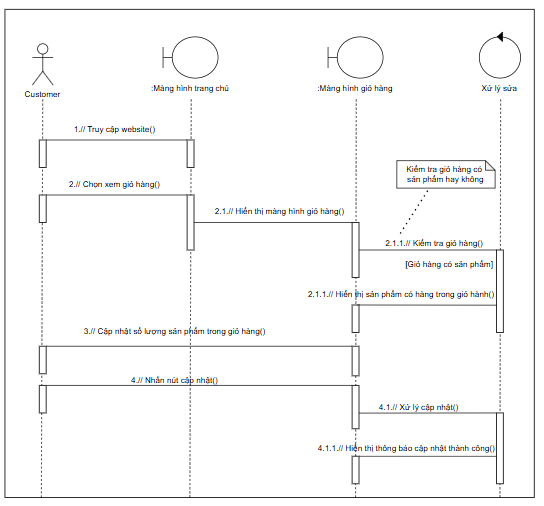 Customer
:Màng hình trang chủ
:Màng hình giỏ hàng
Xử lý sửa
1.// Truy cập website()
Kiểm tra giỏ hàng có
sản phẩm hay không
2.// Chọn xem giỏ hàng()
2.1.// Hiển thị màng hình giỏ hàng()
2.1.1.// Kiểm tra giỏ hàng()
[Giỏ hàng có sản phẩm]
2.1.1.// Hiển thị sản phẩm có hàng trong giỏ hành()
3.// Cập nhật số lượng sản phẩm trong giỏ hàng()
4.// Nhấn nút cập nhật()
4.1.// Xử lý cập nhật()
4.1.1.// Hiển thị thông báo cập nhật thành công()